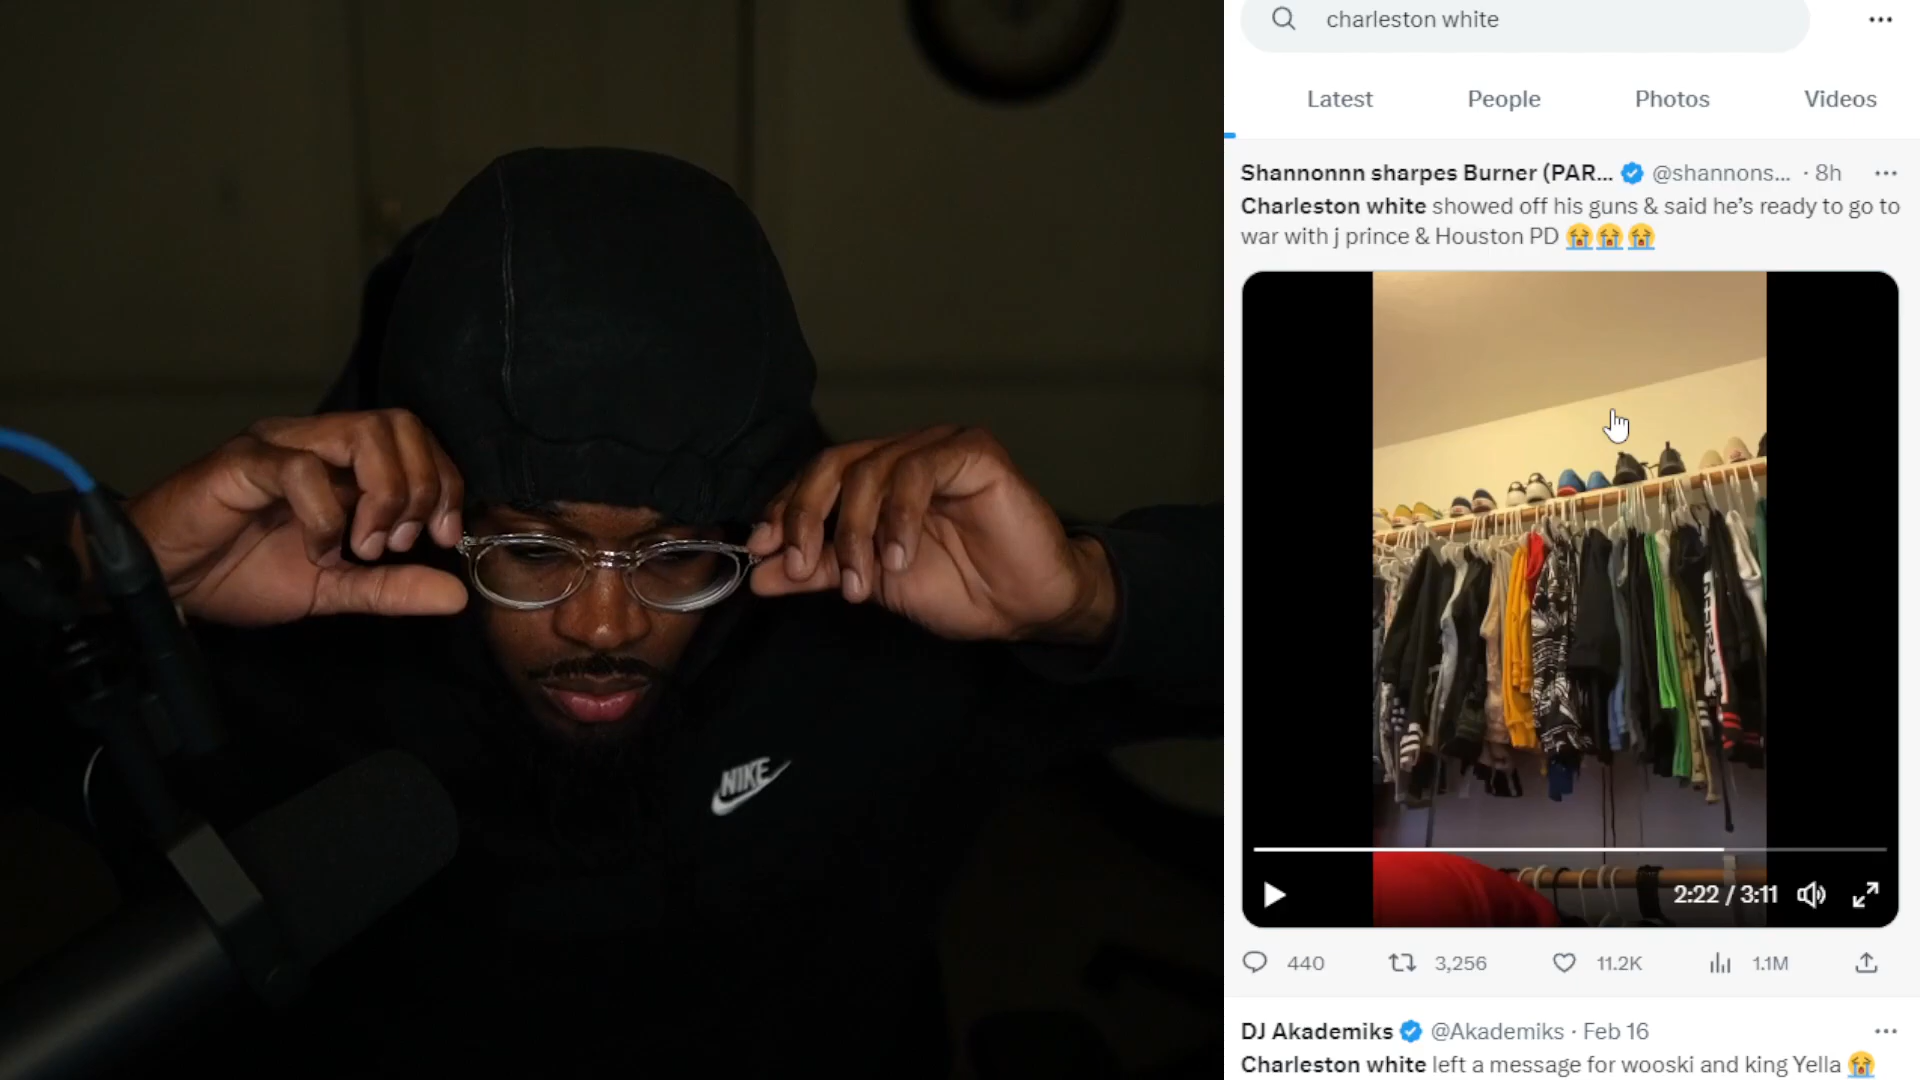 charleston white
Latest People Photos Videos
Shannonnn sharpes Burner (PAR... @shannons... · 8h
Charleston white showed off his guns & said he's ready to go to
war with j prince & Houston PD 😭😭😭
NIKE
2:22 / 3:11
440 3,256 11.2K 1.1M
DJ Akademiks @Akademiks · Feb 16
Charleston white left a message for wooski and king Yella 😭